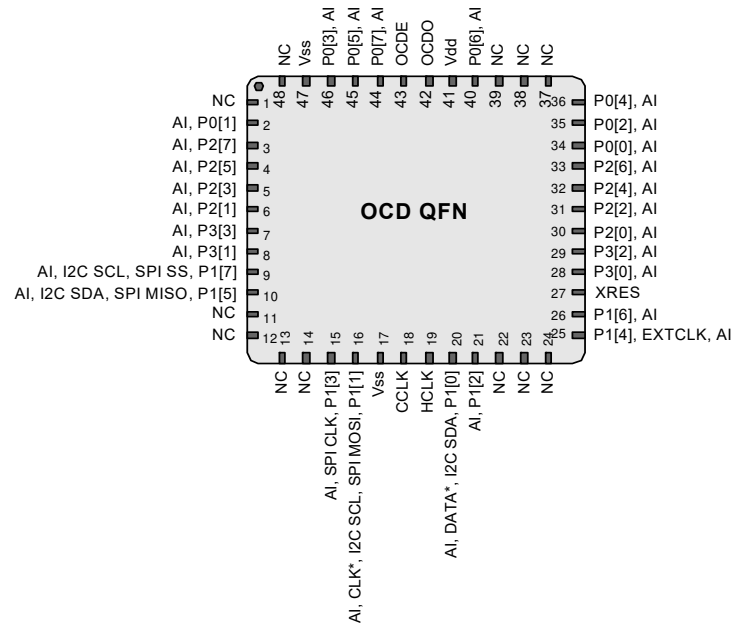 NC
Vss
P0[3], AI
P0[5], AI
P0[7], AI
OCDE
OCDO
Vdd
P0[6], AI
NC
NC
NC
48
47
46
45
44
43
42
41
40
39
38
37
NC 1
AI, P0[1] 2
AI, P2[7] 3
AI, P2[5] 4
AI, P2[3] 5
AI, P2[1] 6
AI, P3[3] 7
AI, P3[1] 8
AI, I2C SCL, SPI SS, P1[7] 9
AI, I2C SDA, SPI MISO, P1[5] 10
NC 11
NC 12
OCD QFN
36 P0[4], AI
35 P0[2], AI
34 P0[0], AI
33 P2[6], AI
32 P2[4], AI
31 P2[2], AI
30 P2[0], AI
29 P3[2], AI
28 P3[0], AI
27 XRES
26 P1[6], AI
25 P1[4], EXTCLK, AI
13
14
15
16
17
18
19
20
21
22
23
24
NC
NC
AI, SPI CLK, P1[3]
AI, CLK*, I2C SCL, SPI MOSI, P1[1]
Vss
CCLK
HCLK
AI, DATA*, I2C SDA, P1[0]
AI, P1[2]
NC
NC
NC